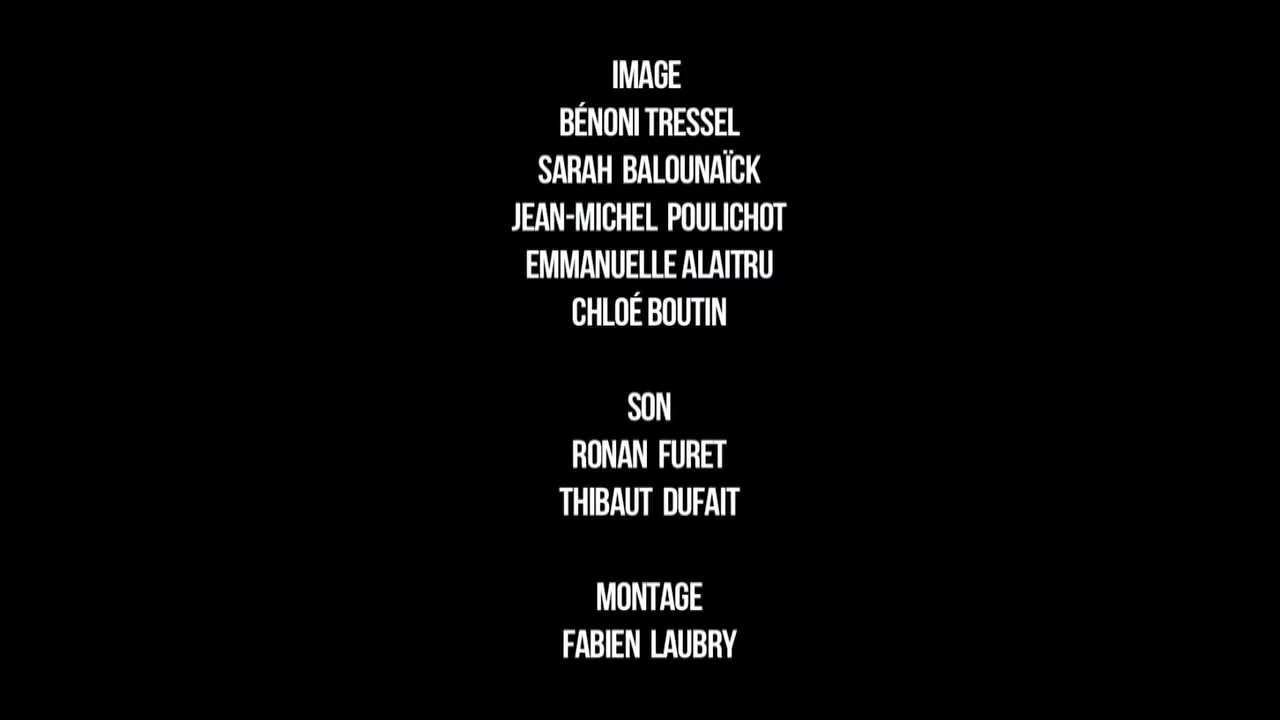 IMAGE
BÉNONI TRESSEL
SARAH BALOUNAÏCK
JEAN-MICHEL POULICHOT
EMMANUELLE ALAITRU
CHLOÉ BOUTIN
SON
RONAN FURET
THIBAUT DUFAIT
MONTAGE
FABIEN LAUBRY